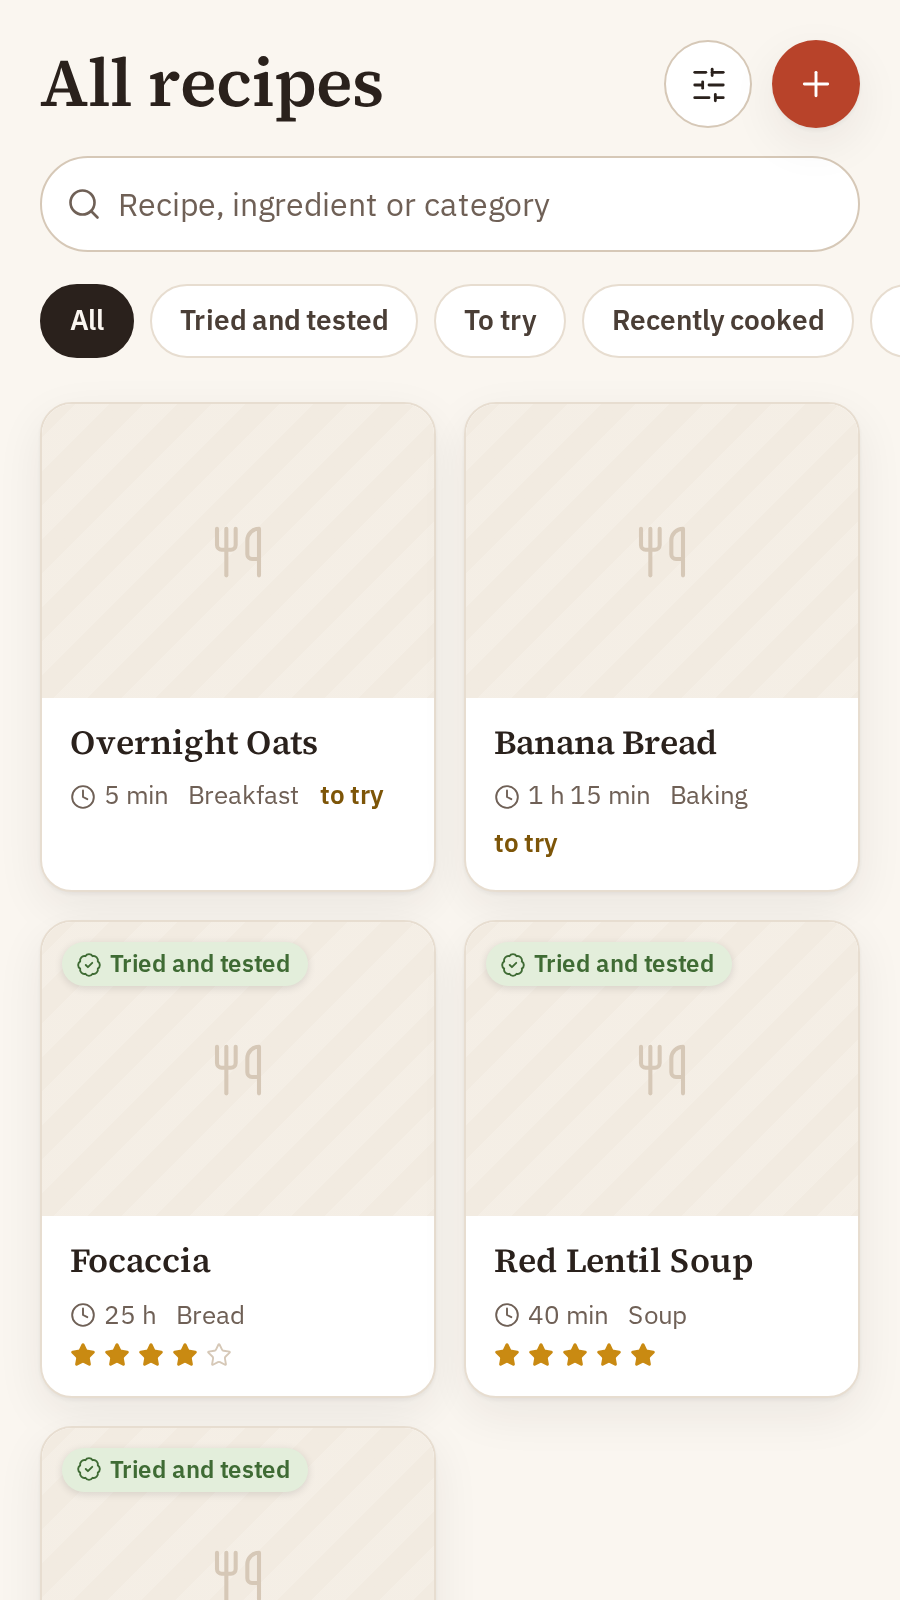 All recipes
Recipe, ingredient or category
All
Tried and tested
To try
Recently cooked
Overnight Oats
5 min Breakfast to try
Banana Bread
1 h 15 min Baking
to try
Tried and tested
Focaccia
25 h Bread
Tried and tested
Red Lentil Soup
40 min Soup
Tried and tested